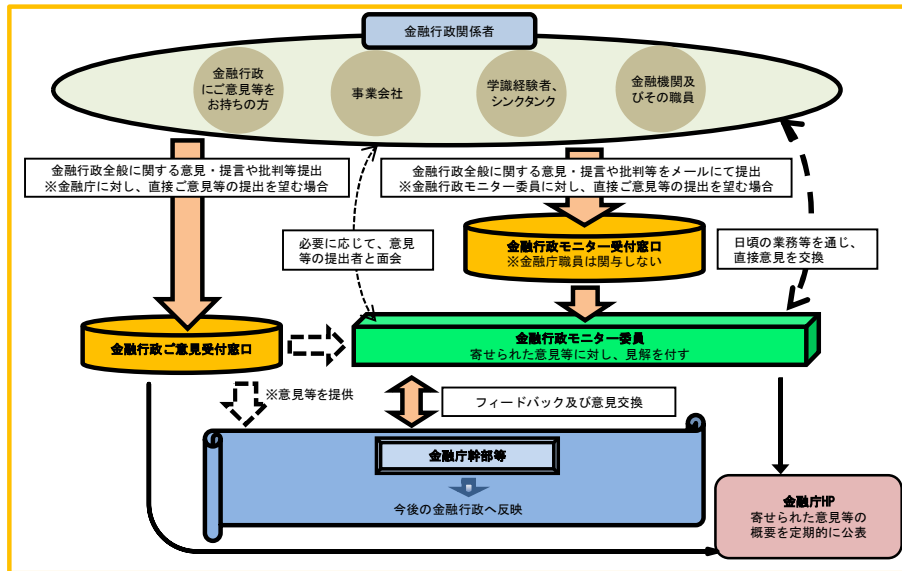 金融行政関係者
金融行政
にご意見等を
お持ちの方
事業会社
学識経験者、
シンクタンク
金融機関及
びその職員
金融行政全般に関する意見・提言や批判等提出
※金融庁に対し、直接ご意見等の提出を望む場合
金融行政全般に関する意見・提言や批判等をメールにて提出
※金融行政モニター委員に対し、直接ご意見等の提出を望む場合
必要に応じて、意見
等の提出者と面会
金融行政モニター受付窓口
※金融庁職員は関与しない
日頃の業務等を通じ、
直接意見を交換
金融行政ご意見受付窓口
金融行政モニター委員
寄せられた意見等に対し、見解を付す
※意見等を提供
フィードバック及び意見交換
金融庁幹部等
今後の金融行政へ反映
金融庁HP
寄せられた意見等の
概要を定期的に公表